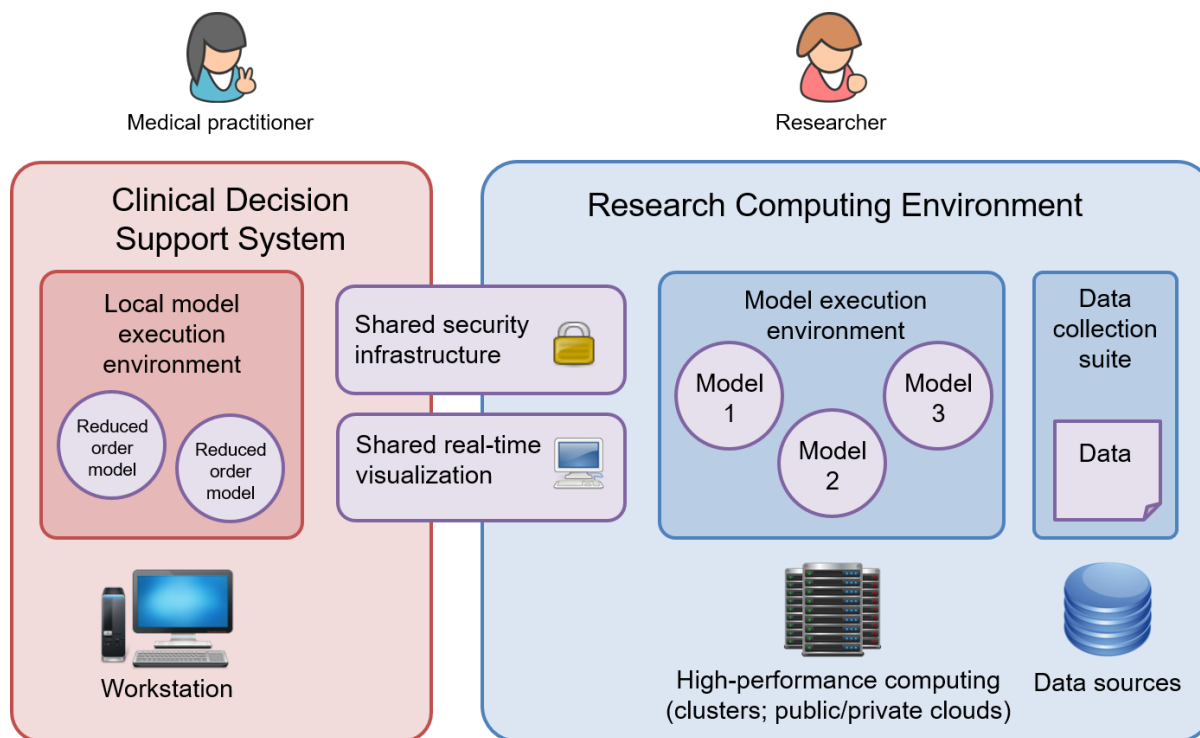 Medical practitioner
Researcher
Clinical Decision
Support System
Local model
execution
environment
Reduced
order
model
Reduced
order
model
Workstation
Shared security
infrastructure
Shared real-time
visualization
Research Computing Environment
Model execution
environment
Model
1
Model
2
Model
3
Data
collection
suite
Data
High-performance computing
(clusters; public/private clouds)
Data sources